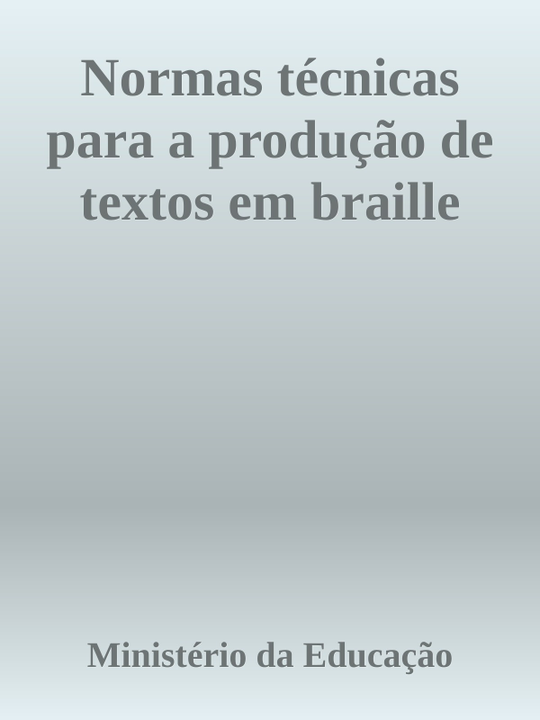 Normas técnicas
para a produção de
textos em braille
Ministério da Educação